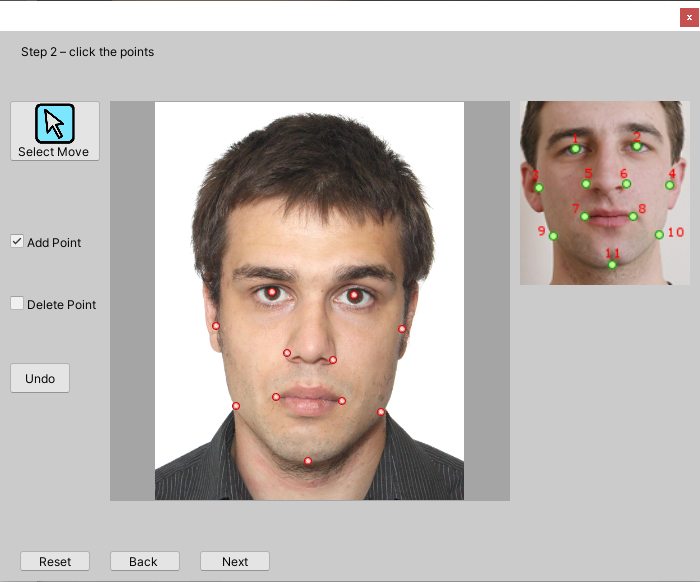 x
Step 2 – click the points
Select Move
Add Point
Delete Point
Undo
1 2
3 5 6 4
7 8
9 10
11
Reset Back Next